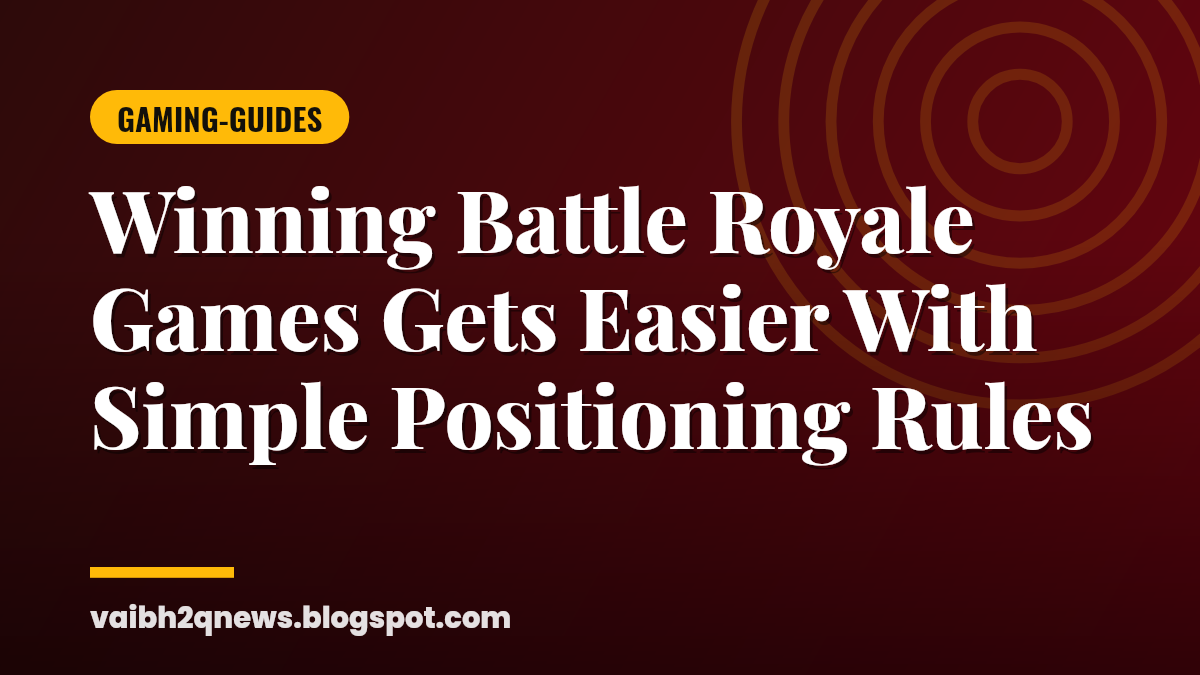 GAMING-GUIDES
Winning Battle Royale
Games Gets Easier With
Simple Positioning Rules
vaibh2qnews.blogspot.com